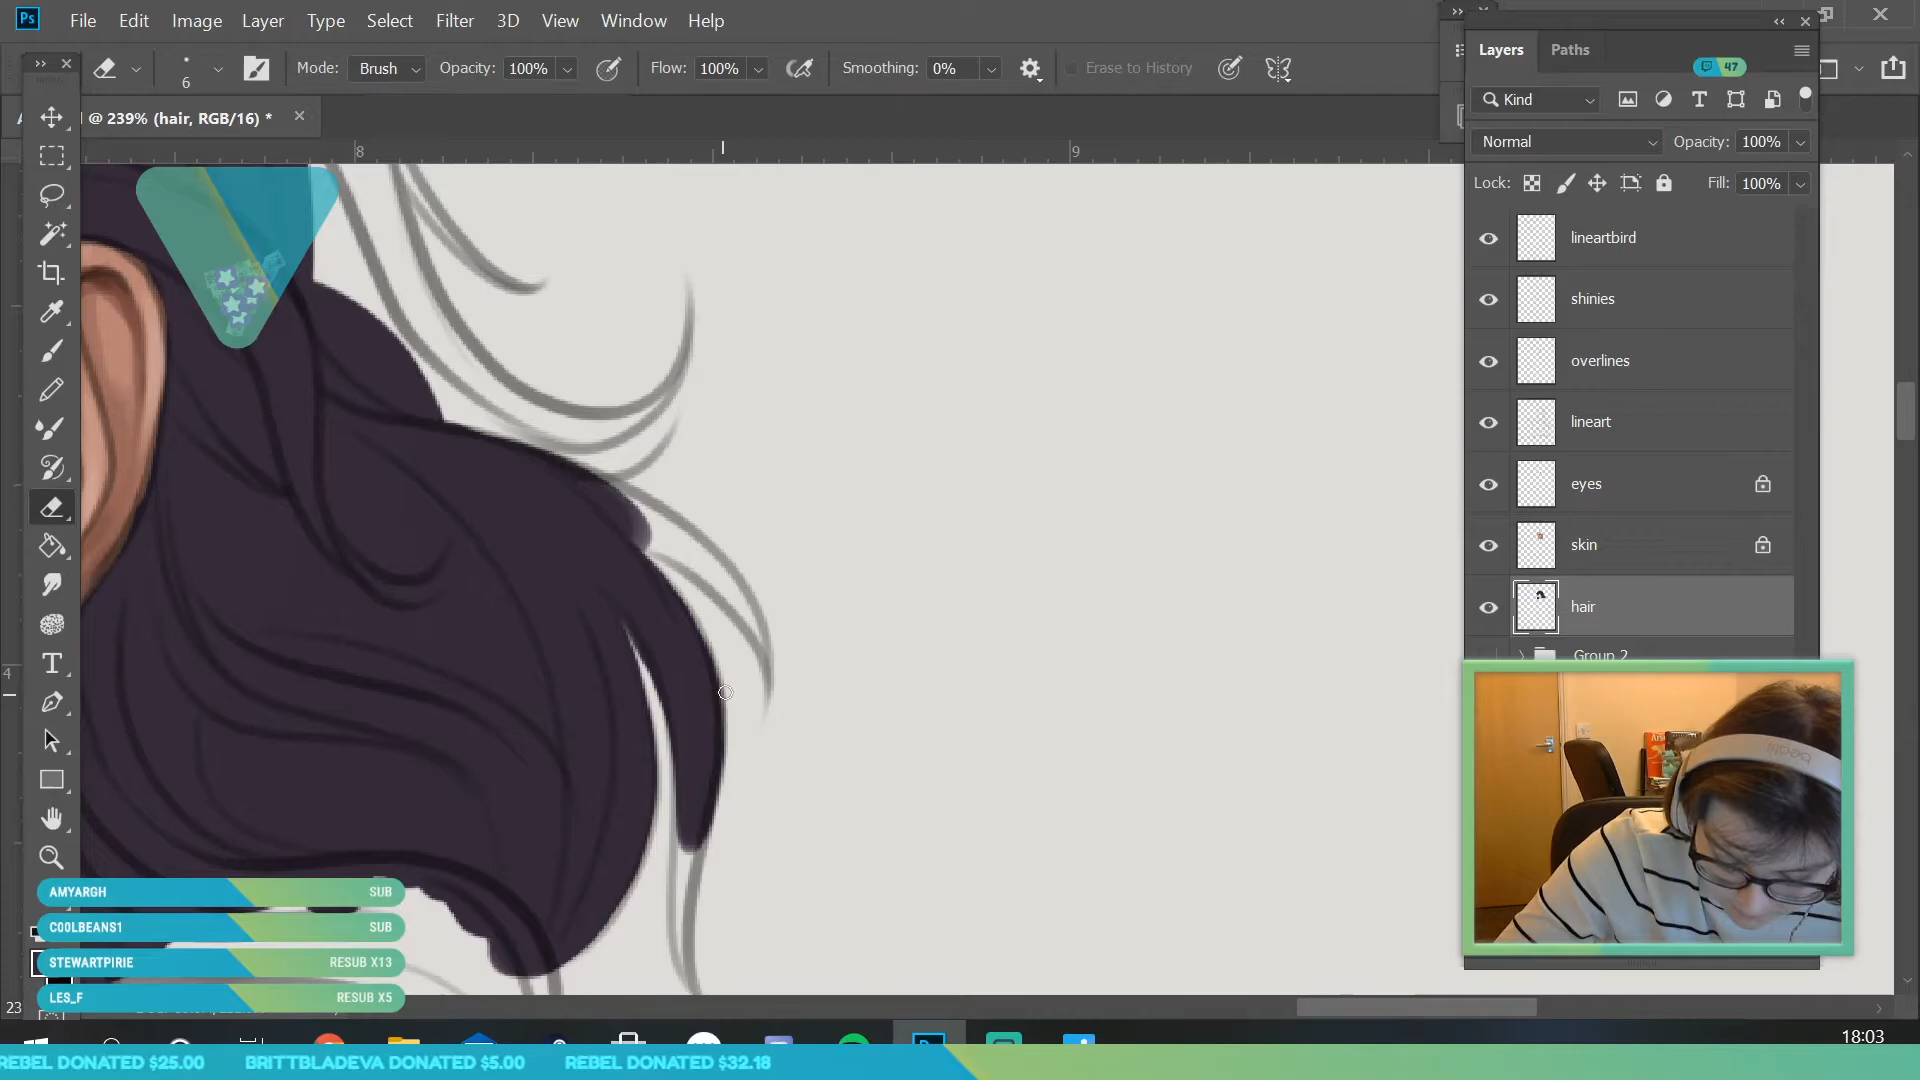 Ps File Edit Image Layer Type Select Filter 3D View Window Help
6 Mode: Brush Opacity: 100% Flow: 100% Smoothing: 0% Erase to History
@ 239% (hair, RGB/16) *
8 9
4
Layers Paths
47
Kind
Normal Opacity: 100%
Lock: Fill: 100%
lineartbird
shinies
overlines
lineart
eyes
skin
hair
Group 2
AMYARGH SUB
COOLBEANS1 SUB
STEWARTPIRIE RESUB X13
LES_F RESUB X5
23
18:03
REBEL DONATED $25.00 BRITTBLADEVA DONATED $5.00 REBEL DONATED $32.18